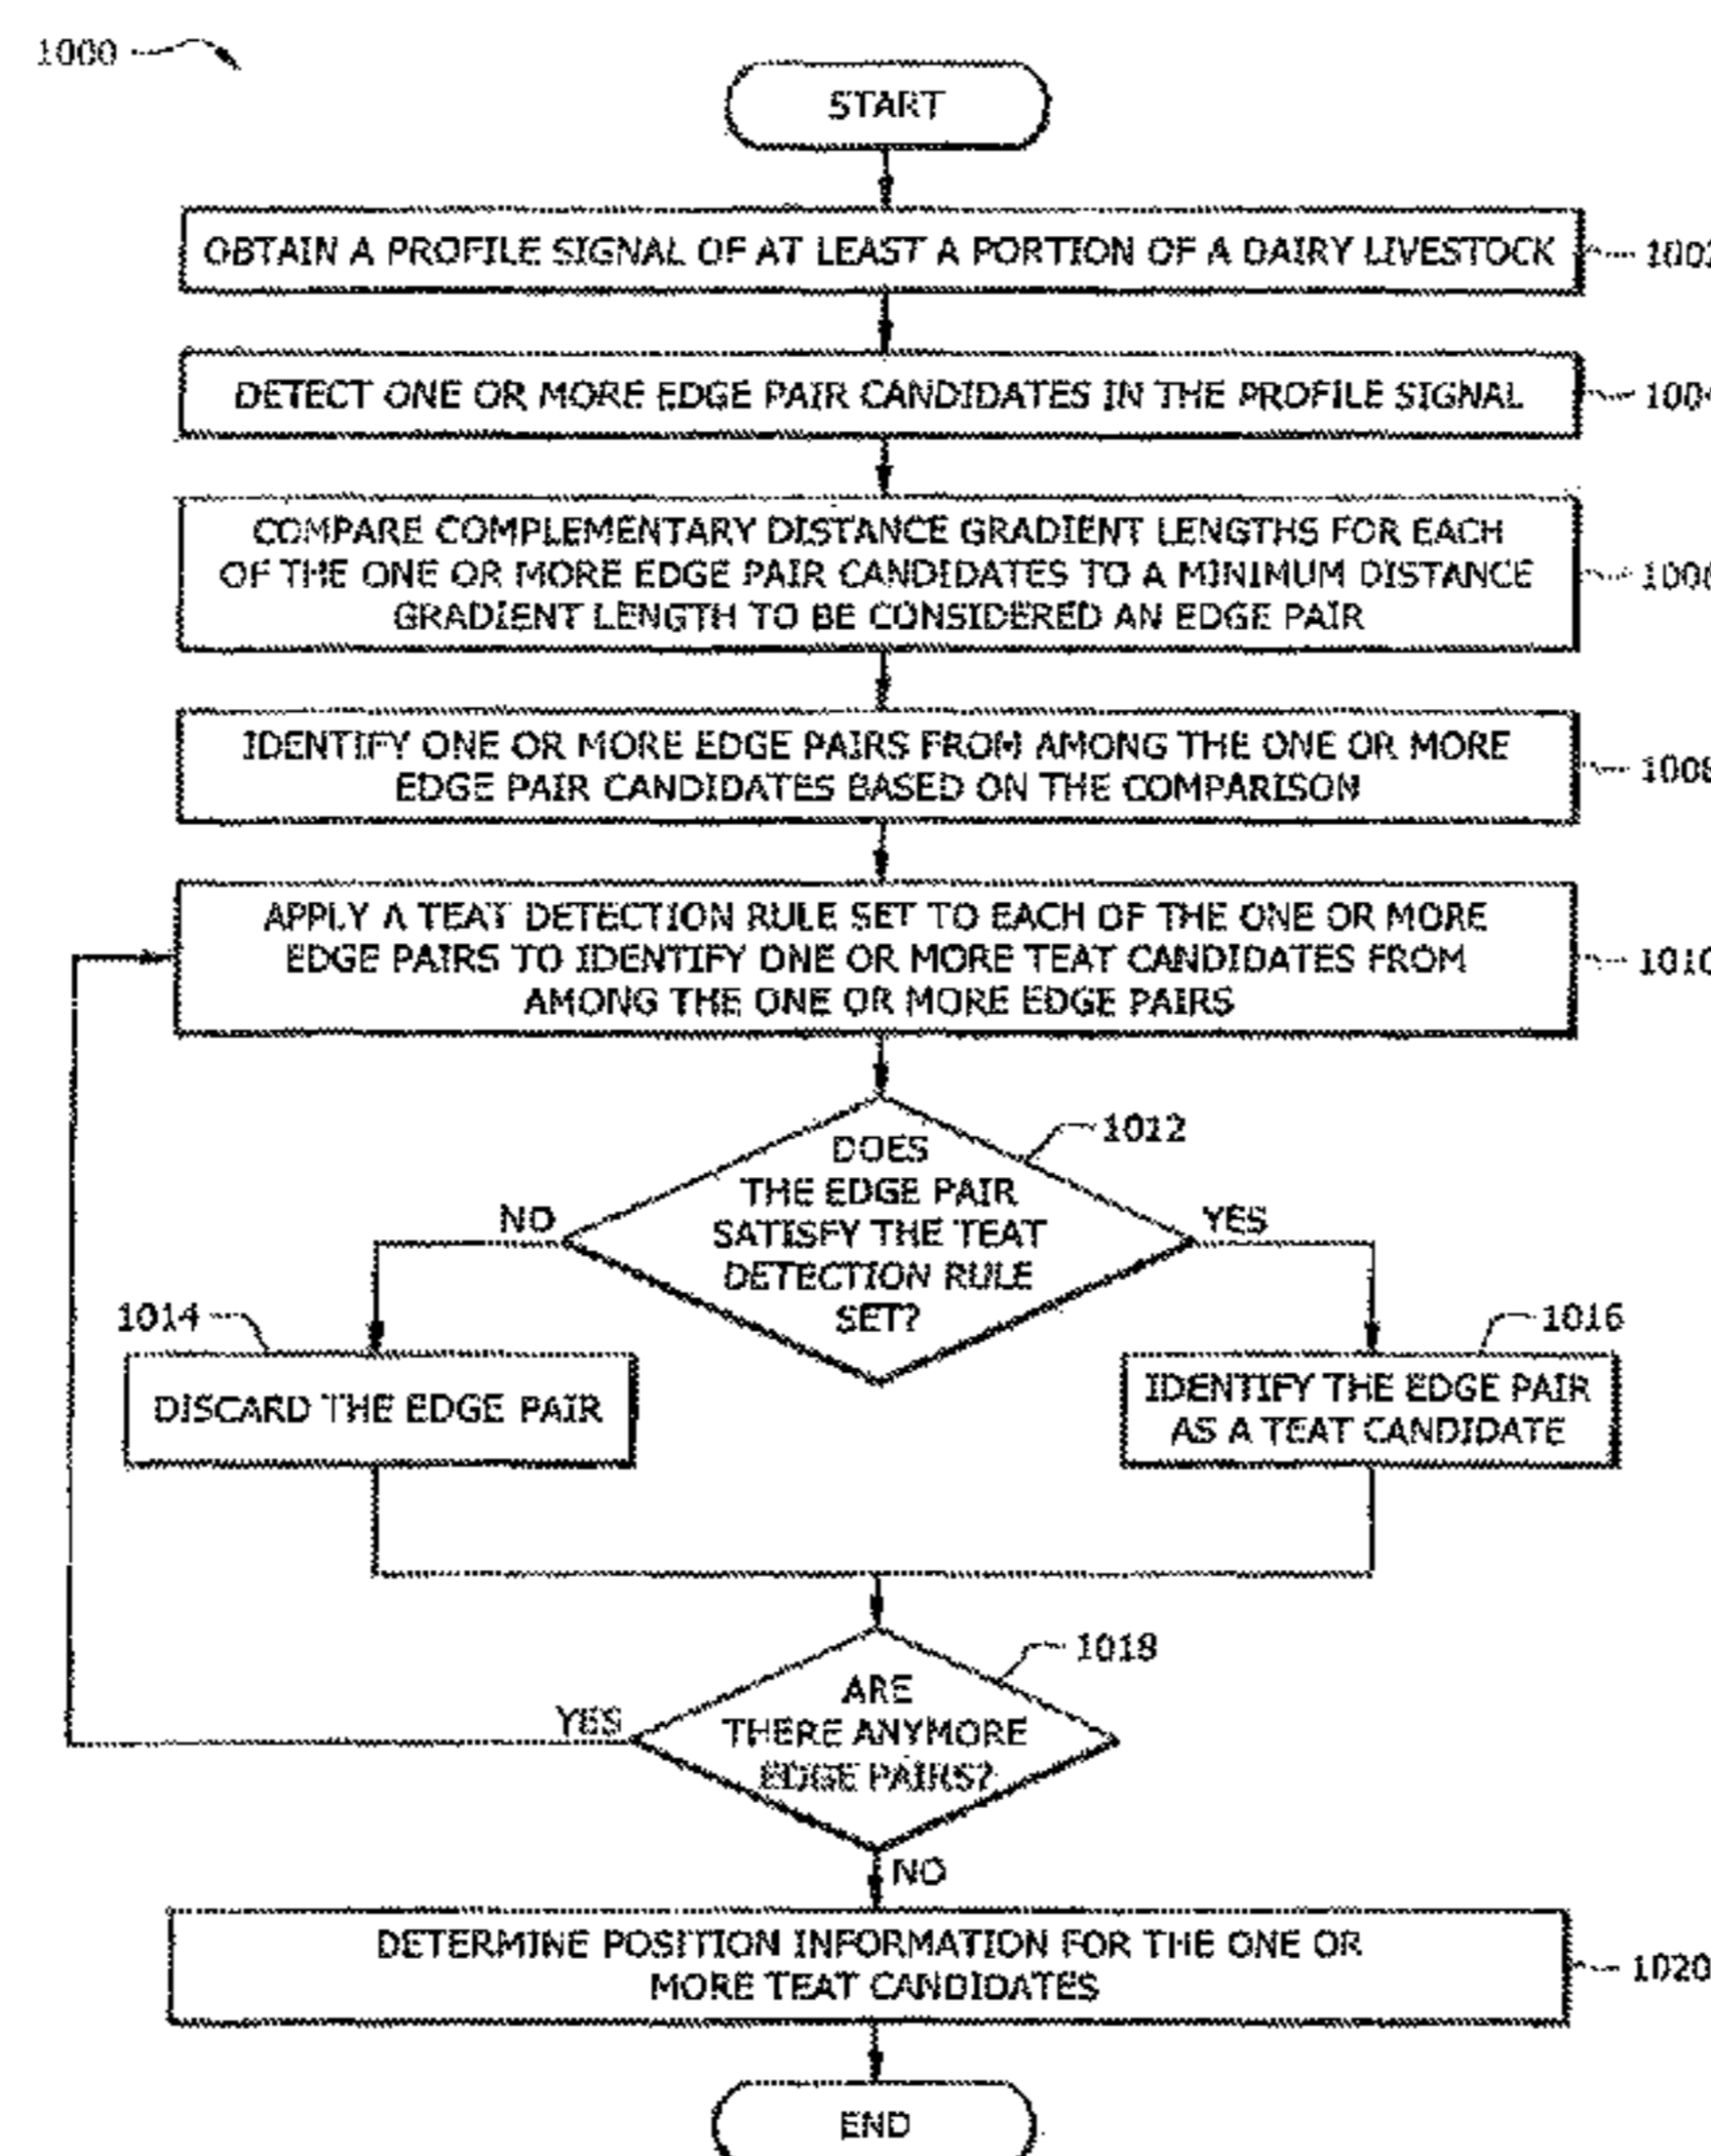 1000
START
OBTAIN A PROFILE SIGNAL OF AT LEAST A PORTION OF A DAIRY LIVESTOCK
DETECT ONE OR MORE EDGE PAIR CANDIDATES IN THE PROFILE SIGNAL
1004
COMPARE COMPLEMENTARY DISTANCE GRADIENT LENGTHS FOR EACH
OF THE ONE OR MORE EDGE PAIR CANDIDATES TO A MINIMUM DISTANCE
GRADIENT LENGTH TO BE CONSIDERED AN EDGE PAIR
1006
IDENTIFY ONE OR MORE EDGE PAIRS FROM AMONG THE ONE OR MORE
EDGE PAIR CANDIDATES BASED ON THE COMPARISON
1008
APPLY A TEAT DETECTION RULE SET TO EACH OF THE ONE OR MORE
EDGE PAIRS TO IDENTIFY ONE OR MORE TEAT CANDIDATES FROM
AMONG THE ONE OR MORE EDGE PAIRS
1010
DOES
THE EDGE PAIR
SATISFY THE TEAT
DETECTION RULE
SET?
1012
NO
YES
1014
DISCARD THE EDGE PAIR
1016
IDENTIFY THE EDGE PAIR
AS A TEAT CANDIDATE
ARE
THERE ANYMORE
EDGE PAIRS?
1018
YES
NO
DETERMINE POSITION INFORMATION FOR THE ONE OR
MORE TEAT CANDIDATES
1020
END